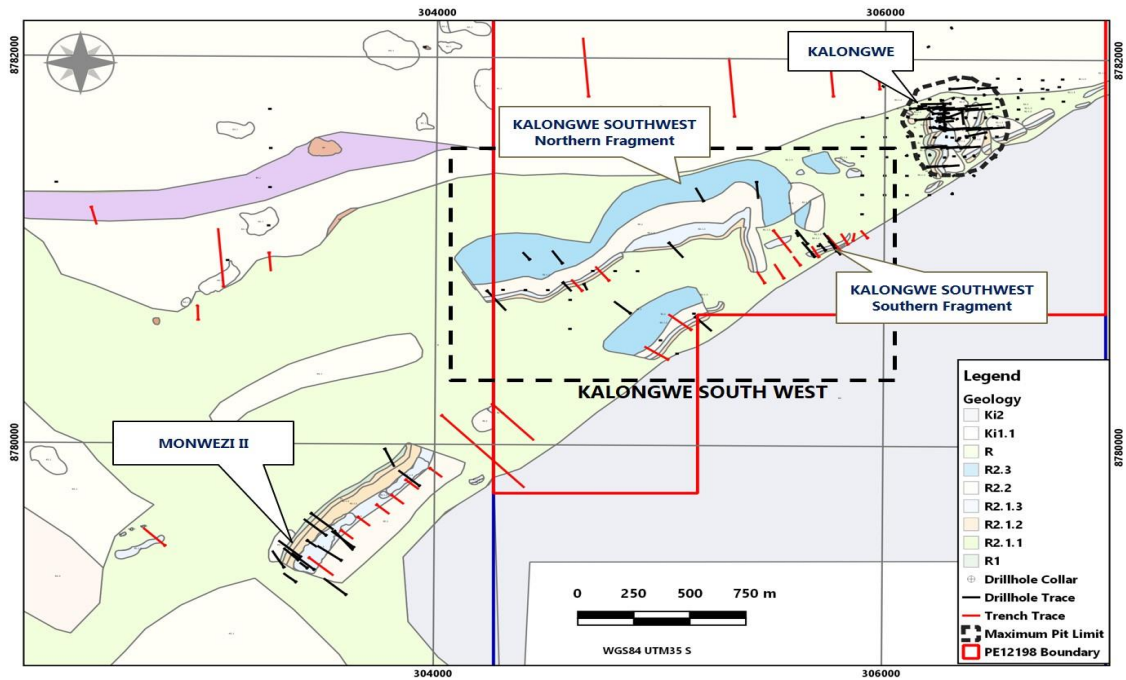 304000
306000
8782000
8782000
KALONGWE
KALONGWE SOUTHWEST
Northern Fragment
KALONGWE SOUTHWEST
Southern Fragment
KALONGWE SOUTH WEST
MONWEZI II
8780000
8780000
Legend
Geology
Ki2
Ki1.1
R
R2.3
R2.2
R2.1.3
R2.1.2
R2.1.1
R1
Drillhole Collar
Drillhole Trace
Trench Trace
Maximum Pit Limit
PE12198 Boundary
0 250 500 750 m
WGS84 UTM35 S
304000
306000